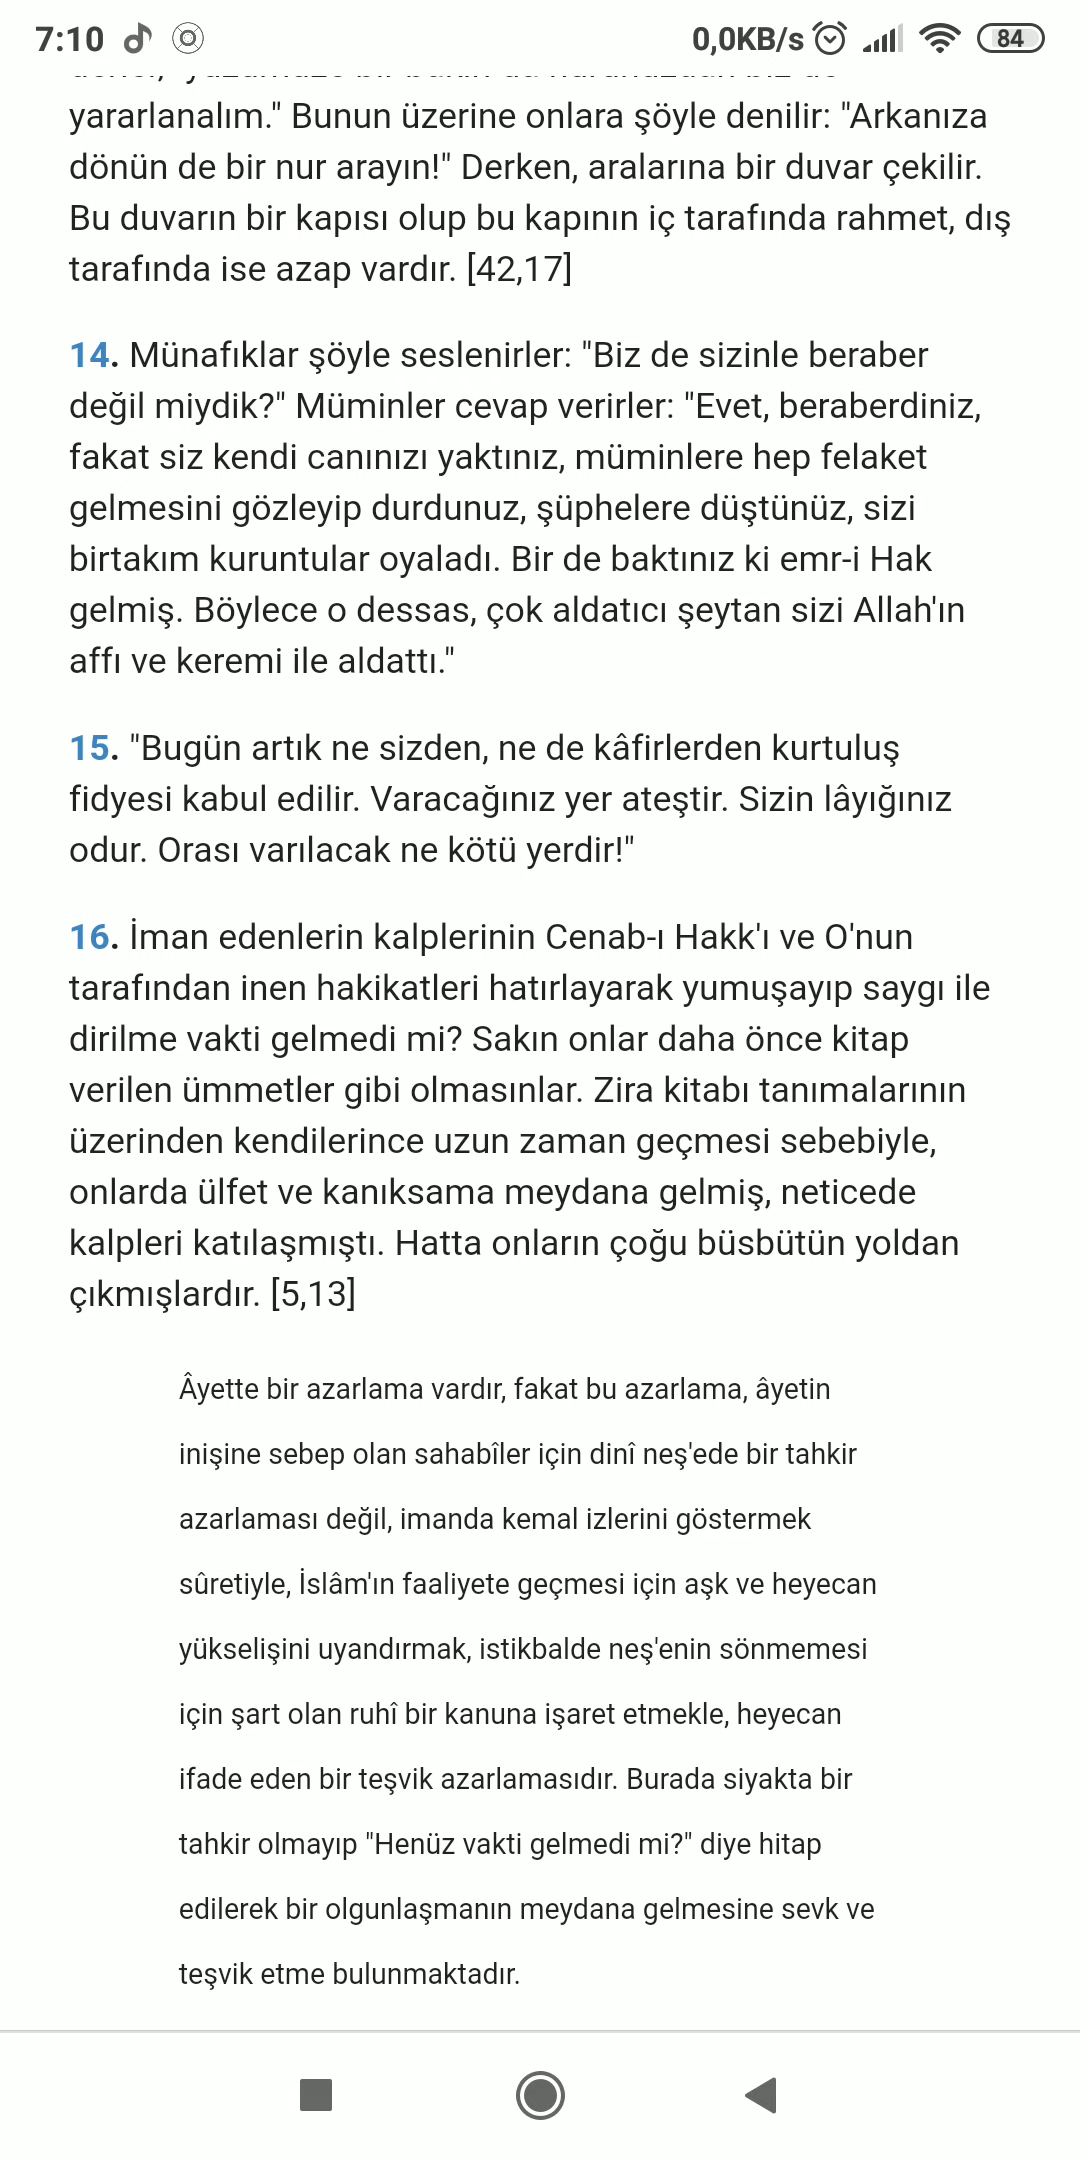 7:10 0,0KB/s 84
yararlanalım." Bunun üzerine onlara şöyle denilir: "Arkanıza
dönün de bir nur arayın!" Derken, aralarına bir duvar çekilir.
Bu duvarın bir kapısı olup bu kapının iç tarafında rahmet, dış
tarafında ise azap vardır. [42,17]
14. Münafıklar şöyle seslenirler: "Biz de sizinle beraber
değil miydik?" Müminler cevap verirler: "Evet, beraberdiniz,
fakat siz kendi canınızı yaktınız, müminlere hep felaket
gelmesini gözleyip durdunuz, şüphelere düştünüz, sizi
birtakım kuruntular oyaladı. Bir de baktınız ki emr-i Hak
gelmiş. Böylece o dessas, çok aldatıcı şeytan sizi Allah'ın
affı ve keremi ile aldattı."
15. "Bugün artık ne sizden, ne de kâfirlerden kurtuluş
fidyesi kabul edilir. Varacağınız yer ateştir. Sizin lâyığınız
odur. Orası varılacak ne kötü yerdir!"
16. İman edenlerin kalplerinin Cenab-ı Hakk'ı ve O'nun
tarafından inen hakikatleri hatırlayarak yumuşayıp saygı ile
dirilme vakti gelmedi mi? Sakın onlar daha önce kitap
verilen ümmetler gibi olmasınlar. Zira kitabı tanımalarının
üzerinden kendilerince uzun zaman geçmesi sebebiyle,
onlarda ülfet ve kanıksama meydana gelmiş, neticede
kalpleri katılaşmıştı. Hatta onların çoğu büsbütün yoldan
çıkmışlardır. [5,13]
Âyette bir azarlama vardır, fakat bu azarlama, âyetin
inişine sebep olan sahabîler için dinî neş'ede bir tahkir
azarlaması değil, imanda kemal izlerini göstermek
sûretiyle, İslâm'ın faaliyete geçmesi için aşk ve heyecan
yükselişini uyandırmak, istikbalde neş'enin sönmemesi
için şart olan ruhî bir kanuna işaret etmekle, heyecan
ifade eden bir teşvik azarlamasıdır. Burada siyakta bir
tahkir olmayıp "Henüz vakti gelmedi mi?" diye hitap
edilerek bir olgunlaşmanın meydana gelmesine sevk ve
teşvik etme bulunmaktadır.